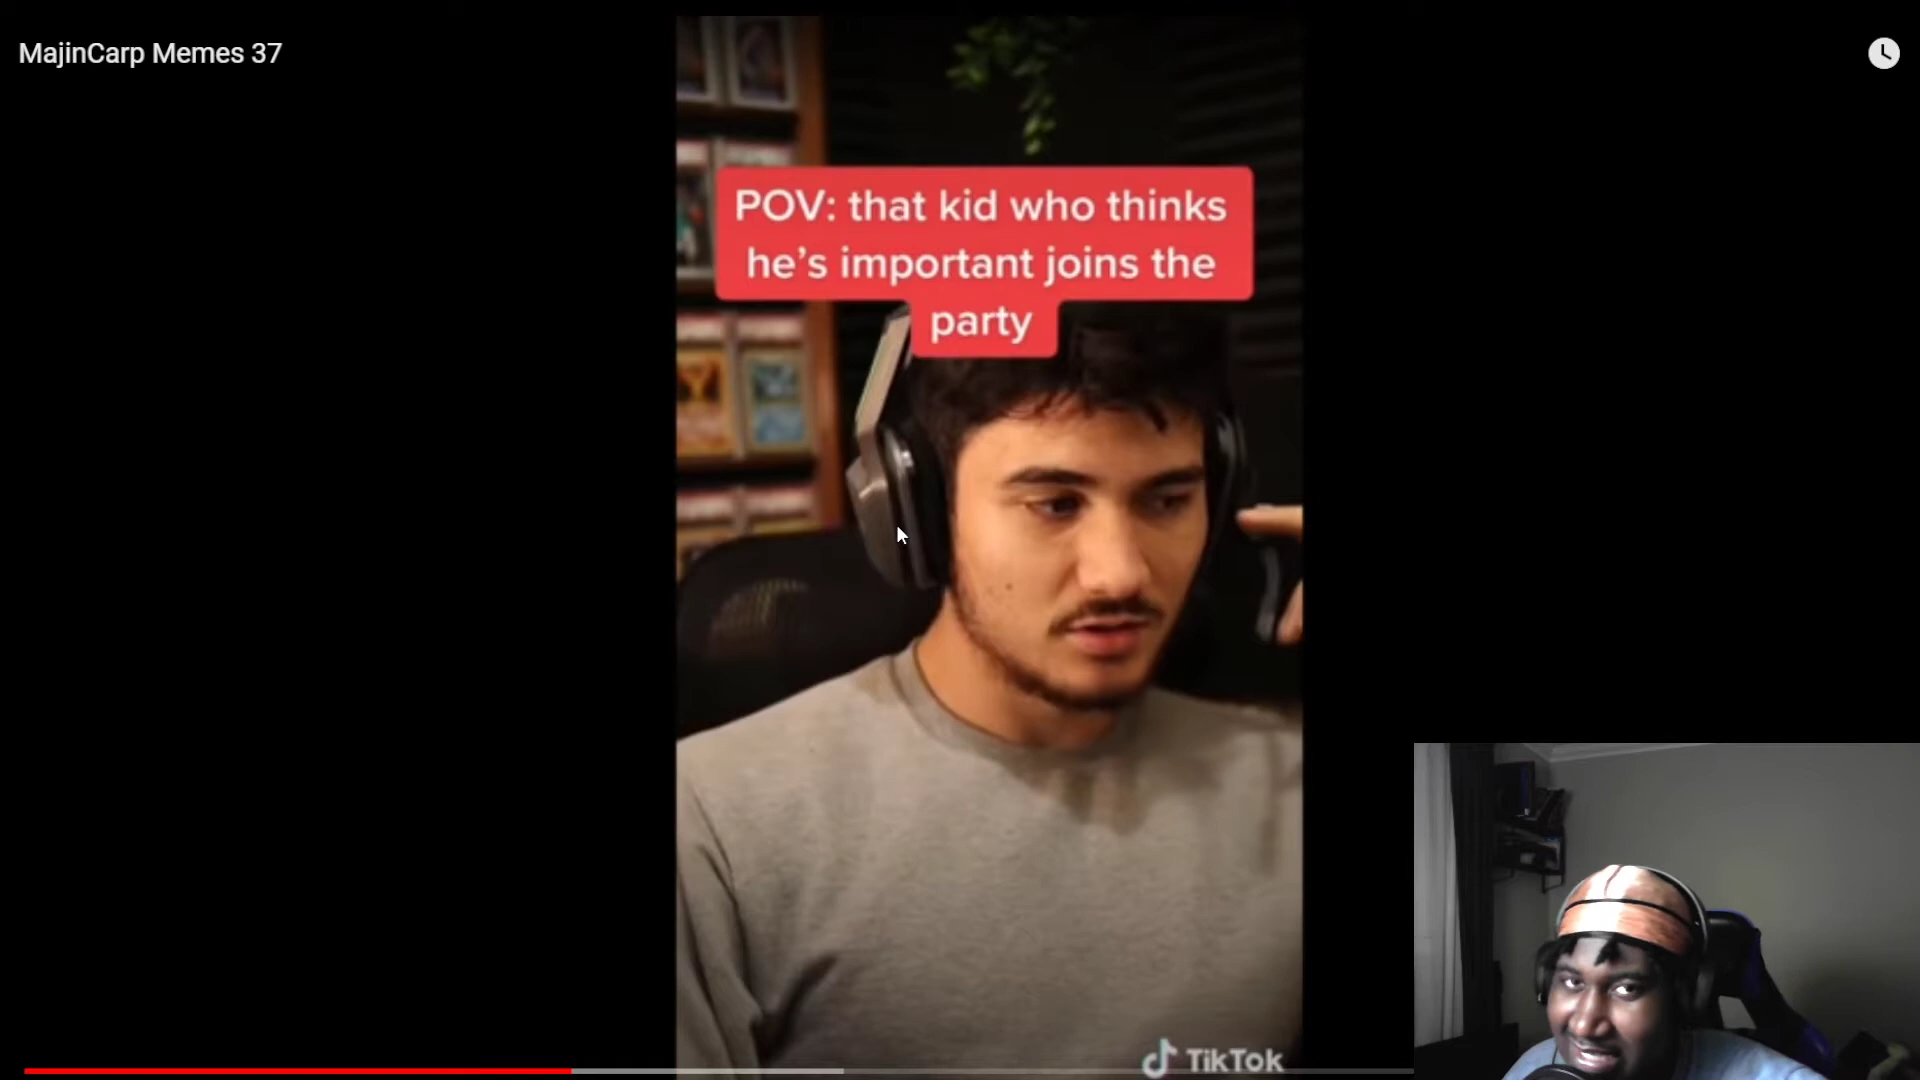 MajinCarp Memes 37
POV: that kid who thinks
he’s important joins the
party
TikTok